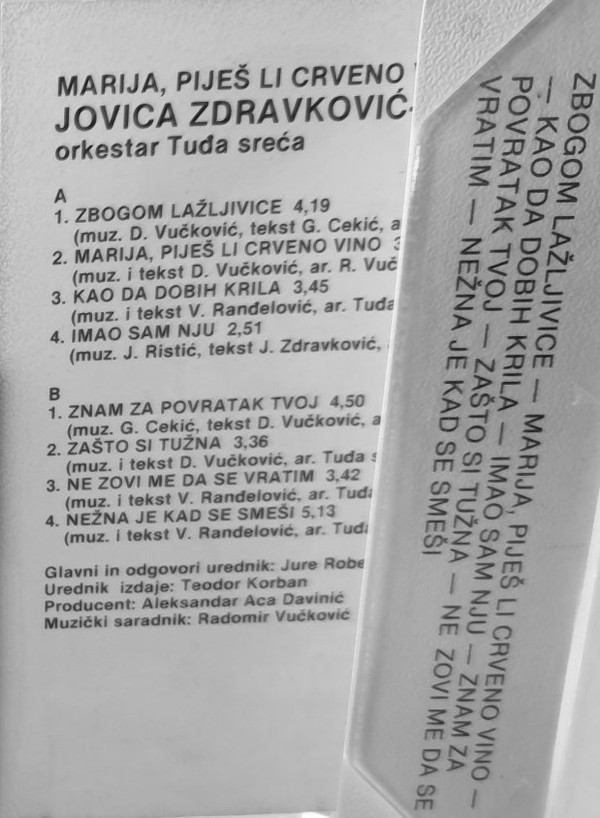 MARIJA, PIJEŠ LI CRVENO
JOVICA ZDRAVKOVIĆ
orkestar Tuđa sreća
A
1. ZBOGOM LAŽLJIVICE 4,19
(muz. D. Vučković, tekst G. Cekić,
2. MARIJA, PIJEŠ LI CRVENO VINO
(muz. i tekst D. Vučković, ar. R.
3. KAO DA DOBIH KRILA 3,45
(muz. i tekst V. Ranđelović, ar. Tuđa
4. IMAO SAM NJU 2,51
(muz. J. Ristić, tekst J. Zdravković,
B
1. ZNAM ZA POVRATAK TVOJ 4,50
(muz. G. Cekić, tekst D. Vučković,
2. ZAŠTO SI TUŽNA 3,36
(muz. i tekst D. Vučković, ar. Tuđa
3. NE ZOVI ME DA SE VRATIM 3,42
(muz. i tekst V. Ranđelović, ar. Tuđa
4. NEŽNA JE KAD SE SMEŠI 5,13
(muz. i tekst V. Ranđelović, ar.
Glavni in odgovori urednik: Jure
Urednik izdaje: Teodor Korban
Producent: Aleksandar Aca Davinić
Muzički saradnik: Radomir Vučković
ZBOGOM LAŽLJIVICE — MARIJA, PIJEŠ LI CRVENO VINO —
— KAO DA DOBIH KRILA — IMAO SAM NJU — ZNAM ZA
POVRATAK TVOJ — ZAŠTO SI TUŽNA — NE ZOVI ME DA SE
VRATIM — NEŽNA JE KAD SE SMEŠI